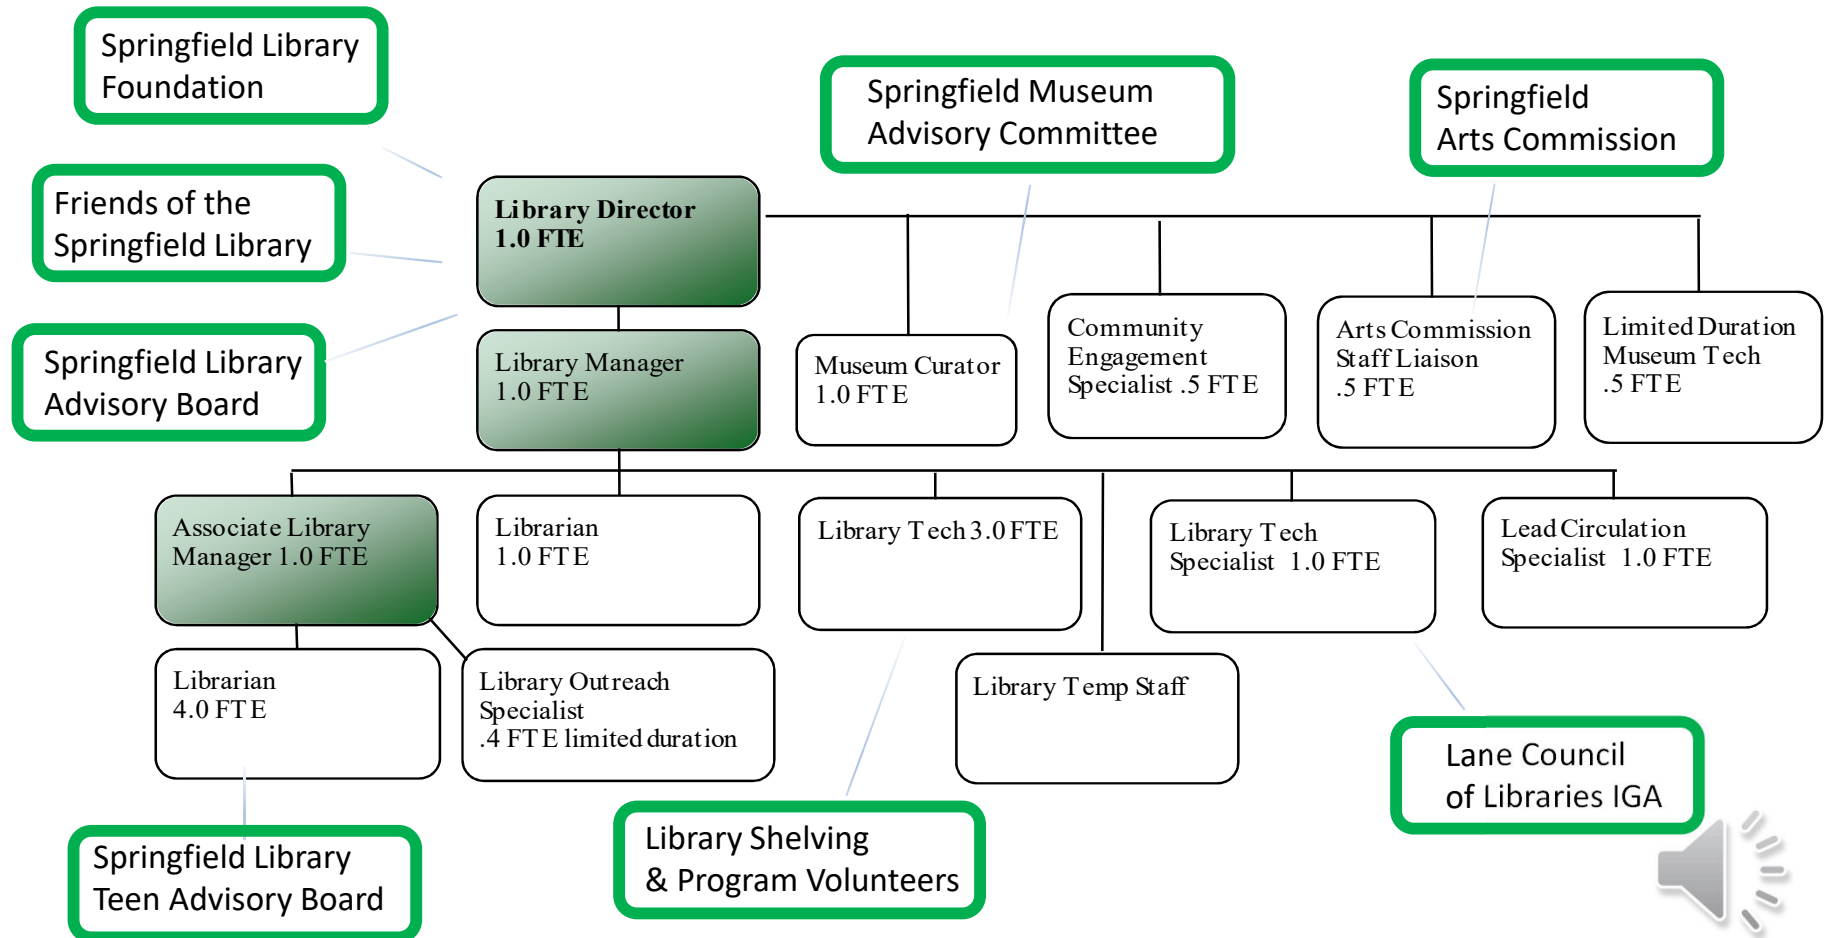 Springfield Library
Foundation
Springfield Museum
Advisory Committee
Springfield
Arts Commission
Friends of the
Springfield Library
Library Director
1.0 FTE
Springfield Library
Advisory Board
Library Manager
1.0 FTE
Museum Curator
1.0 FTE
Community
Engagement
Specialist .5 FTE
Arts Commission
Staff Liaison
.5 FTE
Limited Duration
Museum Tech
.5 FTE
Associate Library
Manager 1.0 FTE
Librarian
1.0 FTE
Library Tech 3.0 FTE
Library Tech
Specialist 1.0 FTE
Lead Circulation
Specialist 1.0 FTE
Librarian
4.0 FTE
Library Outreach
Specialist
.4 FTE limited duration
Library Temp Staff
Lane Council
of Libraries IGA
Springfield Library
Teen Advisory Board
Library Shelving
& Program Volunteers